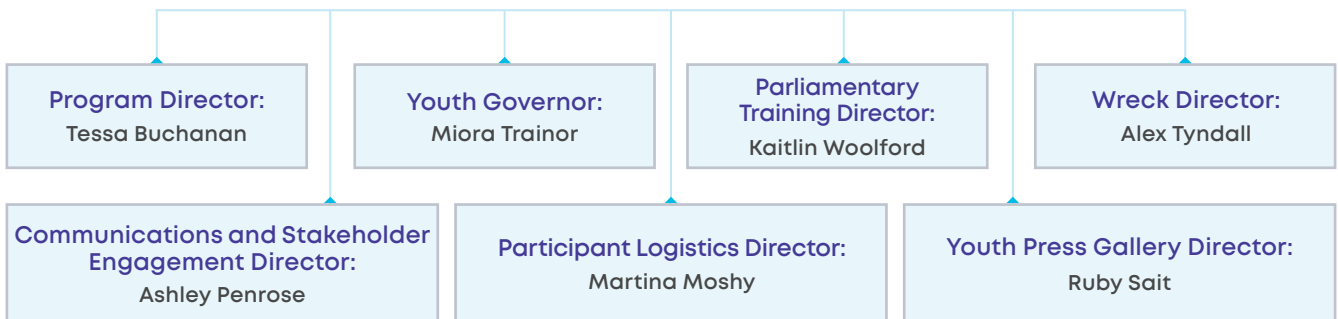 Program Director:
Tessa Buchanan
Youth Governor:
Miora Trainor
Parliamentary
Training Director:
Kaitlin Woolford
Wreck Director:
Alex Tyndall
Communications and Stakeholder
Engagement Director:
Ashley Penrose
Participant Logistics Director:
Martina Moshy
Youth Press Gallery Director:
Ruby Sait